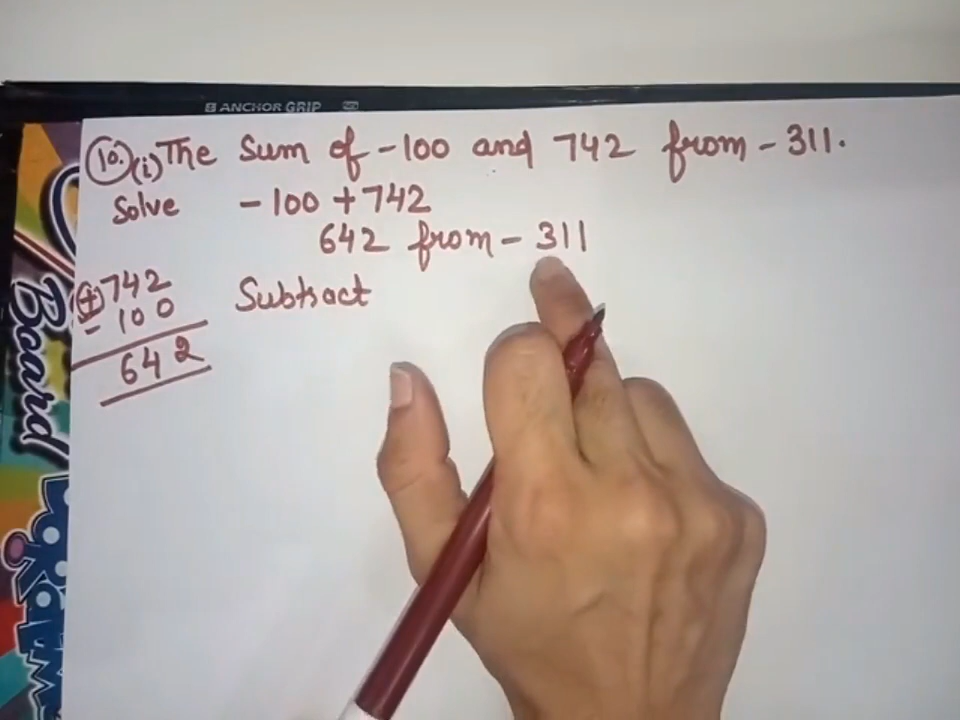 ANCHOR GRIP
10. (i) The Sum of -100 and 742 from -311.
Solve -100 + 742
642 from - 311
+ 742
- 100
642
Subtract
Board